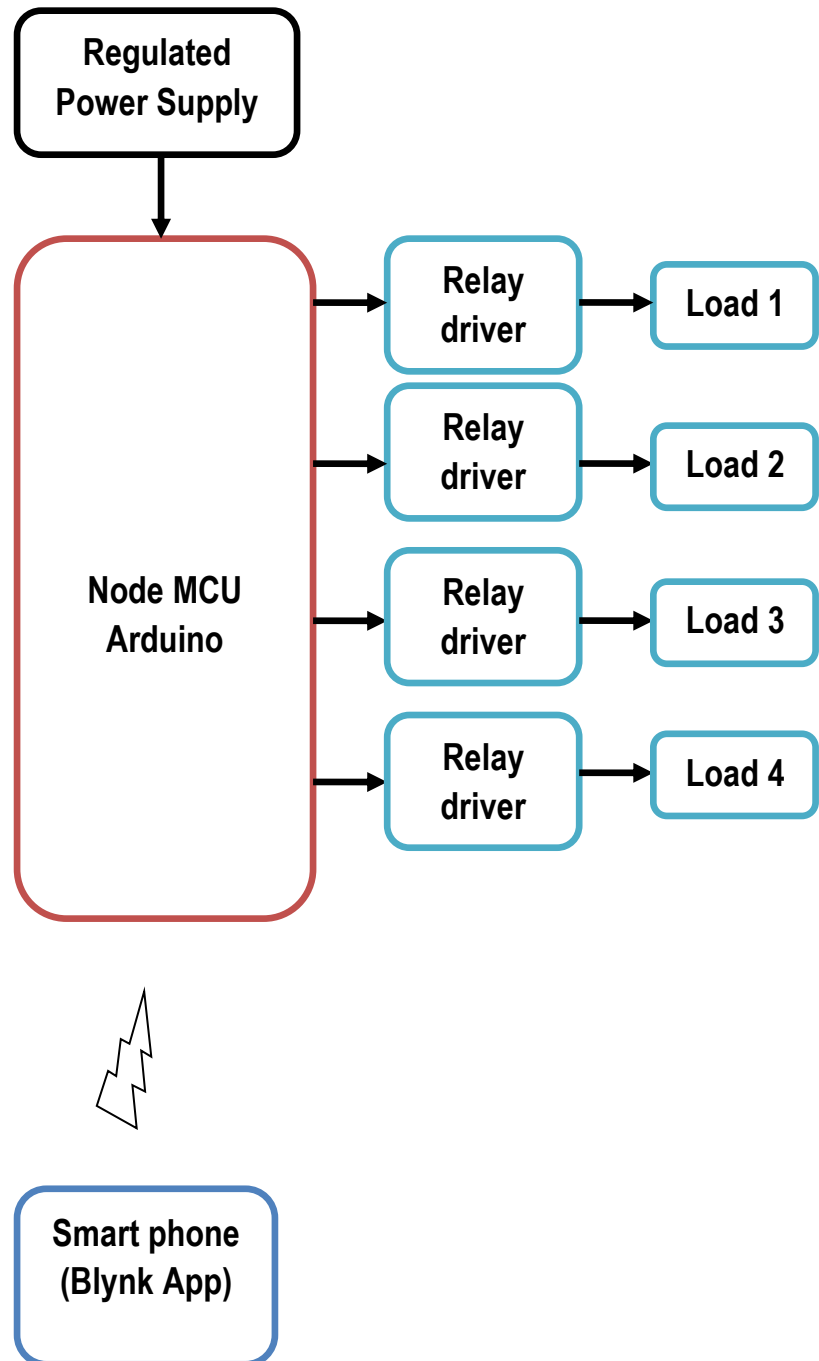 Regulated
Power Supply
Relay
driver
Load 1
Relay
driver
Load 2
Node MCU
Arduino
Relay
driver
Load 3
Relay
driver
Load 4
Smart phone
(Blynk App)